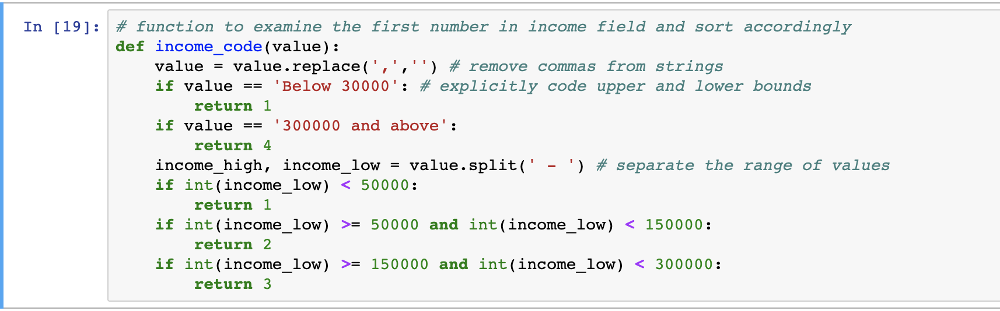 In [19]:
# function to examine the first number in income field and sort accordingly
def income_code(value):
    value = value.replace(',','') # remove commas from strings
    if value == 'Below 30000': # explicitly code upper and lower bounds
        return 1
    if value == '300000 and above':
        return 4
    income_high, income_low = value.split(' - ') # separate the range of values
    if int(income_low) < 50000:
        return 1
    if int(income_low) >= 50000 and int(income_low) < 150000:
        return 2
    if int(income_low) >= 150000 and int(income_low) < 300000:
        return 3